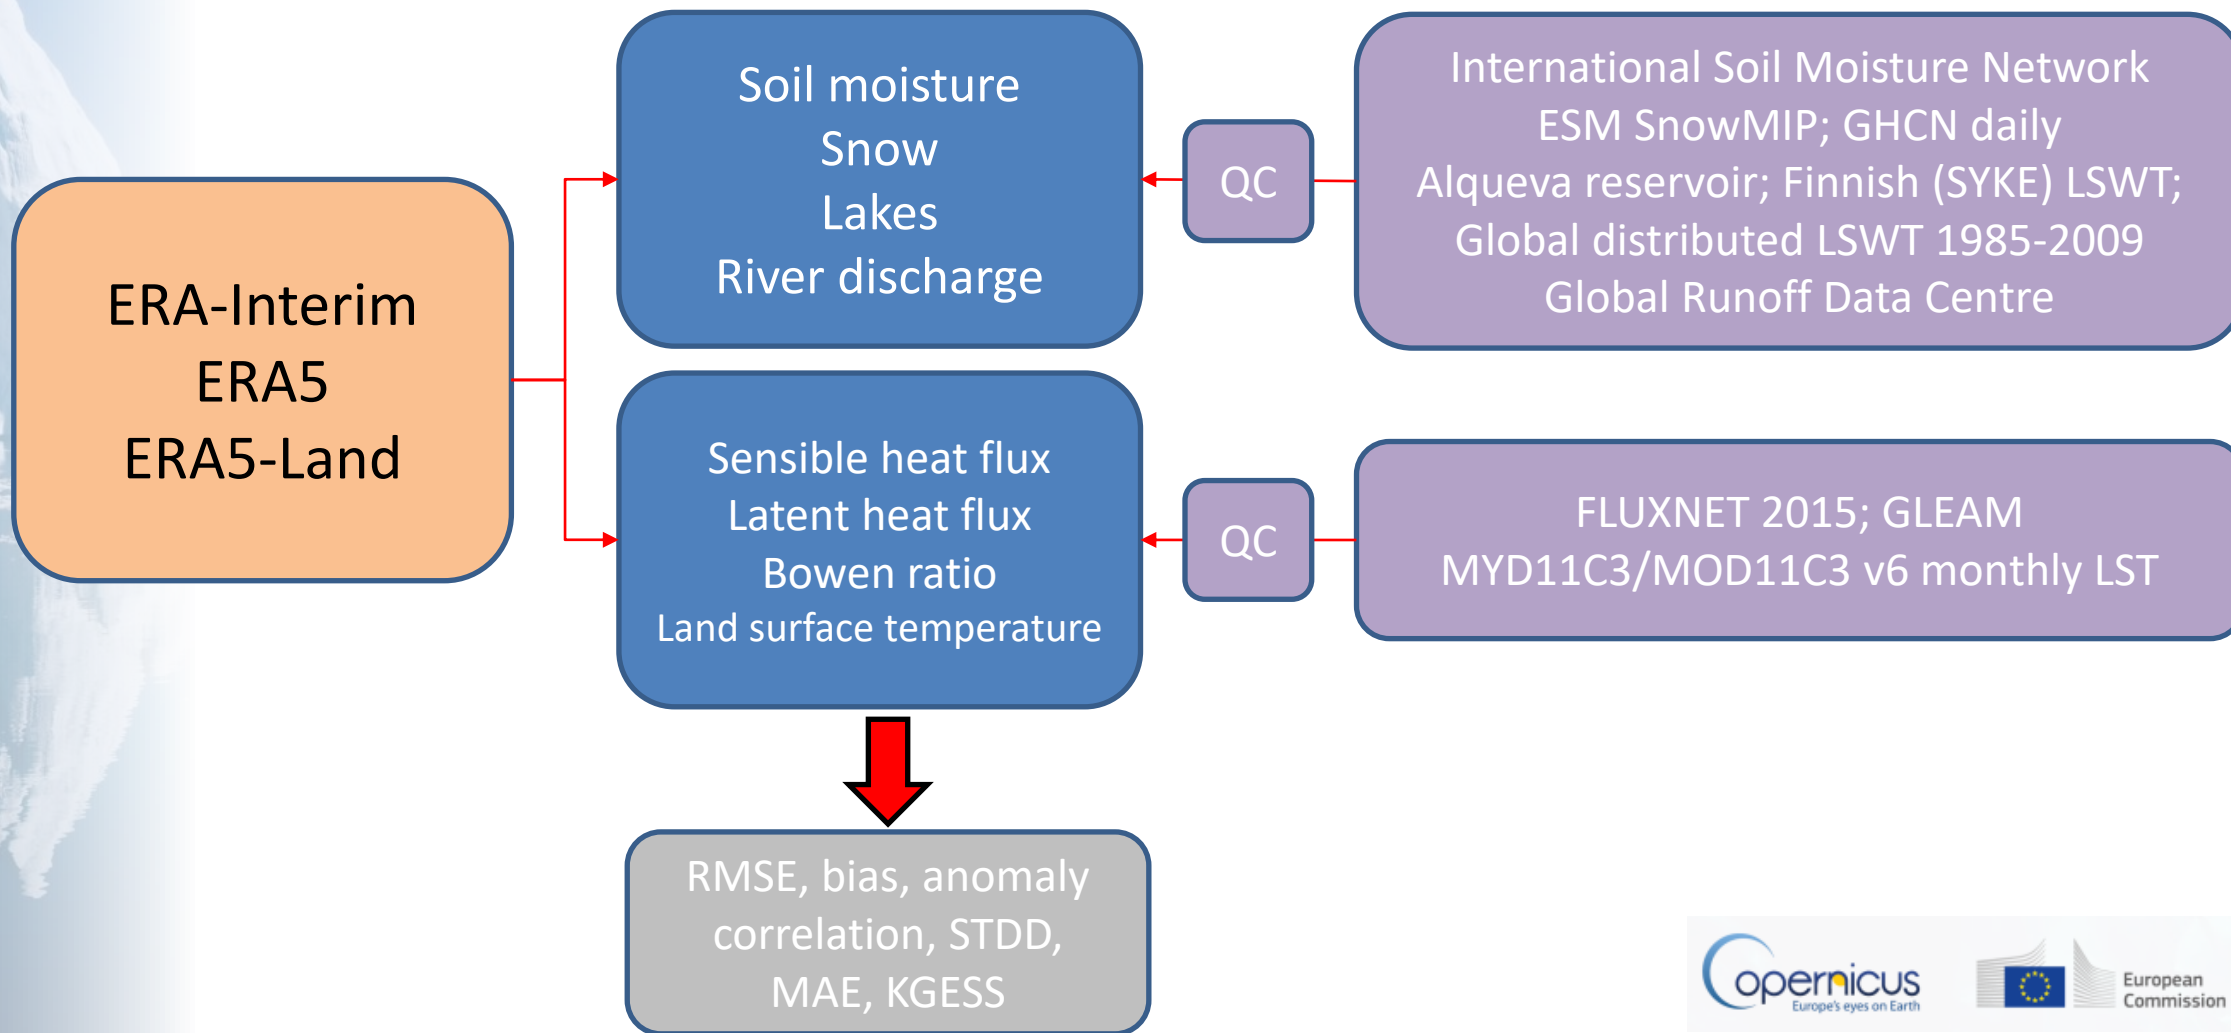 ERA-Interim
ERA5
ERA5-Land
Soil moisture
Snow
Lakes
River discharge
QC
International Soil Moisture Network
ESM SnowMIP; GHCN daily
Alqueva reservoir; Finnish (SYKE) LSWT;
Global distributed LSWT 1985-2009
Global Runoff Data Centre
Sensible heat flux
Latent heat flux
Bowen ratio
Land surface temperature
QC
FLUXNET 2015; GLEAM
MYD11C3/MOD11C3 v6 monthly LST
RMSE, bias, anomaly
correlation, STDD,
MAE, KGESS
Copernicus
Europe's eyes on Earth
European
Commission